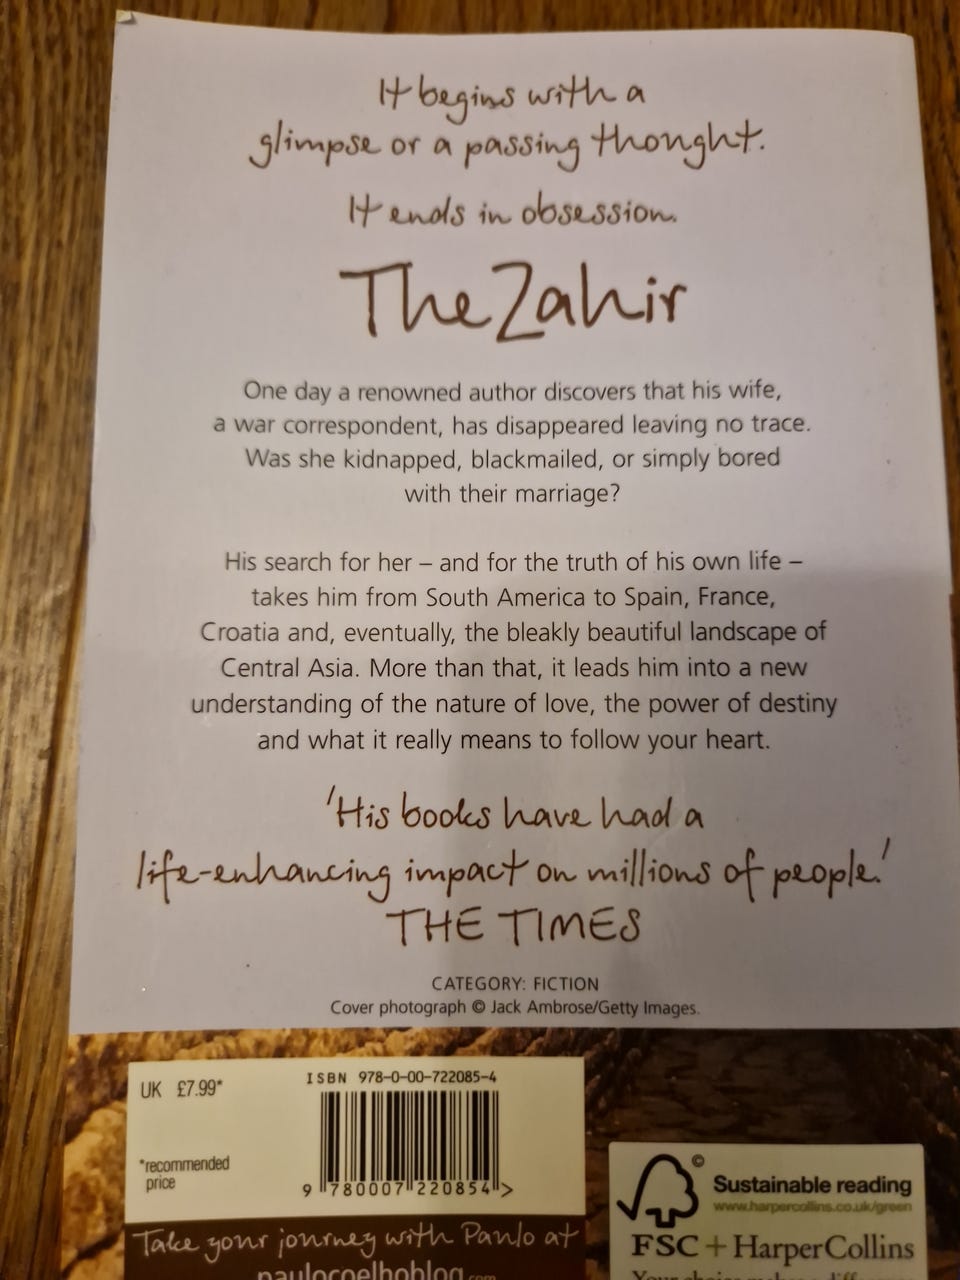 It begins with a
glimpse or a passing thought.
It ends in obsession.
The Zahir
One day a renowned author discovers that his wife,
a war correspondent, has disappeared leaving no trace.
Was she kidnapped, blackmailed, or simply bored
with their marriage?
His search for her – and for the truth of his own life –
takes him from South America to Spain, France,
Croatia and, eventually, the bleakly beautiful landscape of
Central Asia. More than that, it leads him into a new
understanding of the nature of love, the power of destiny
and what it really means to follow your heart.
'His books have had a
life-enhancing impact on millions of people.'
THE TIMES
CATEGORY: FICTION
Cover photograph © Jack Ambrose/Getty Images.
UK £7.99*
ISBN 978-0-00-722085-4
*recommended
price
9 780007 220854 >
Take your journey with Paulo at
paulocoelhoblog.com
©
Sustainable reading
www.harpercollins.co.uk/green
FSC + HarperCollins
Your choice makes a